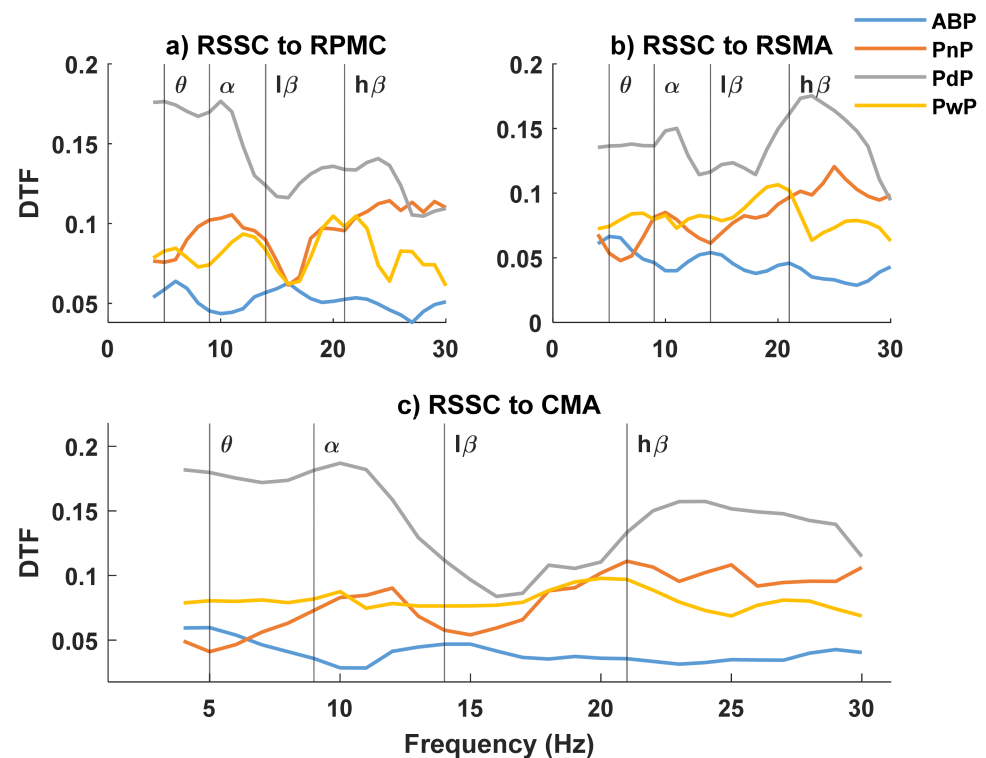 ABP
PnP
PdP
PwP
a) RSSC to RPMC
0.2
0.15
0.1
0.05
DTF
θ α lβ hβ
0 10 20 30
b) RSSC to RSMA
0.2
0.15
0.1
0.05
0
θ α lβ hβ
0 10 20 30
c) RSSC to CMA
0.2
0.15
0.1
0.05
DTF
θ α lβ hβ
5 10 15 20 25 30
Frequency (Hz)